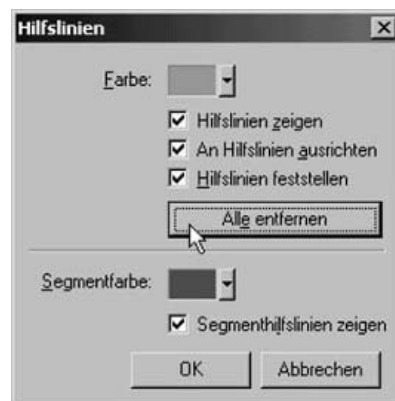 Hilfslinien
Farbe:
Hilfslinien zeigen
An Hilfslinien ausrichten
Hilfslinien feststellen
Alle entfernen
Segmentfarbe:
Segmenthilfslinien zeigen
OK Abbrechen